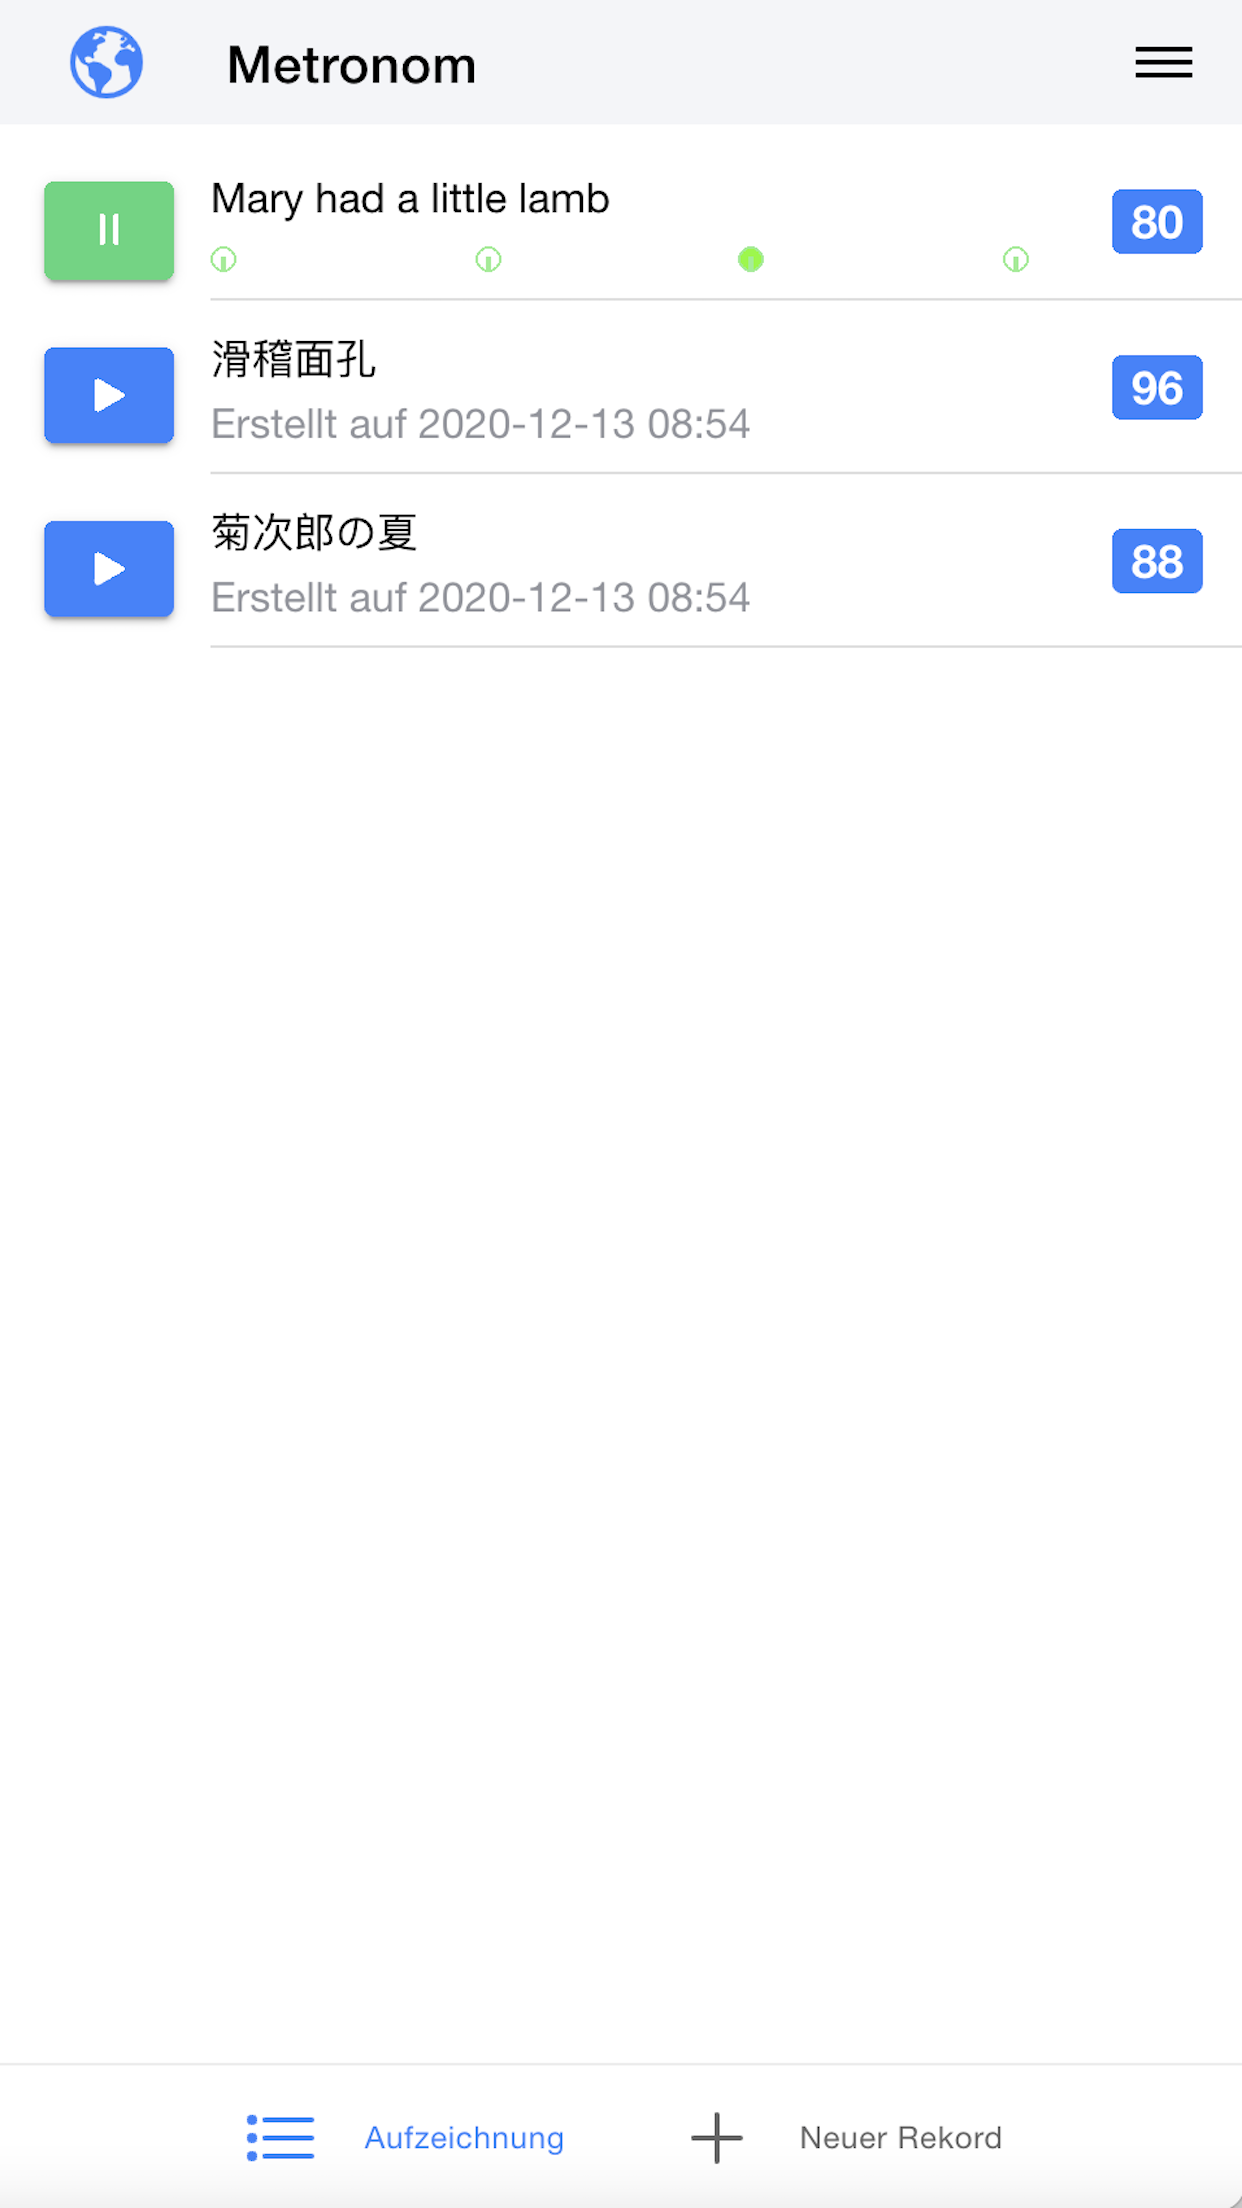 Metronom
Mary had a little lamb
80
滑稽面孔
Erstellt auf 2020-12-13 08:54
96
菊次郎の夏
Erstellt auf 2020-12-13 08:54
88
Aufzeichnung
Neuer Rekord